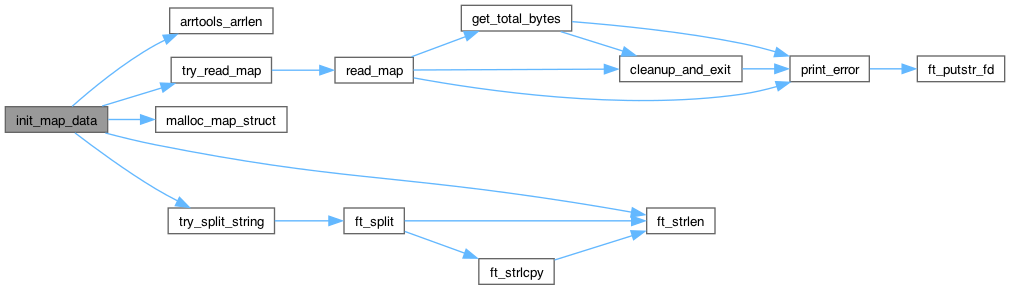 get_total_bytes
arrtools_arrlen
try_read_map
read_map
cleanup_and_exit
print_error
ft_putstr_fd
init_map_data
malloc_map_struct
try_split_string
ft_split
ft_strlen
ft_strlcpy